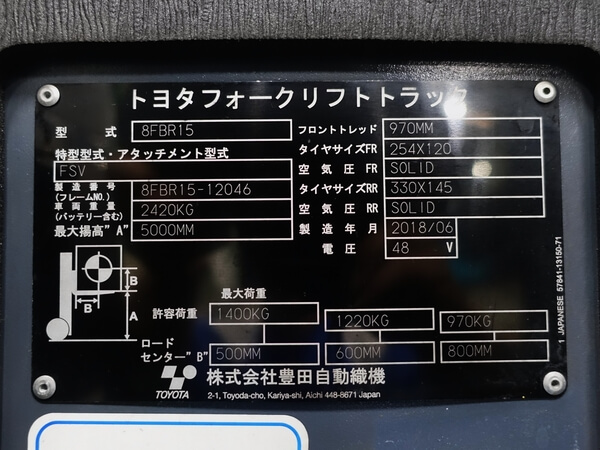 トヨタフォークリフトトラック
型式 8FBR15
特型型式・アタッチメント型式
FSV
製造番号
(フレームNO.) 8FBR15-12046
車両重量
(バッテリー含む) 2420KG
最大揚高"A" 5000MM
フロントトレッド 970MM
タイヤサイズFR 254X120
空気圧FR SOLID
タイヤサイズRR 330X145
空気圧RR SOLID
製造年月 2018/06
電圧 48 V
B
B
A
最大荷重
許容荷重 1400KG 1220KG 970KG
ロード
センター"B" 500MM 600MM 800MM
TOYOTA
株式会社豊田自動織機
2-1, Toyoda-cho, Kariya-shi, Aichi 448-8671 Japan
1 JAPANESE 57841-13150-71